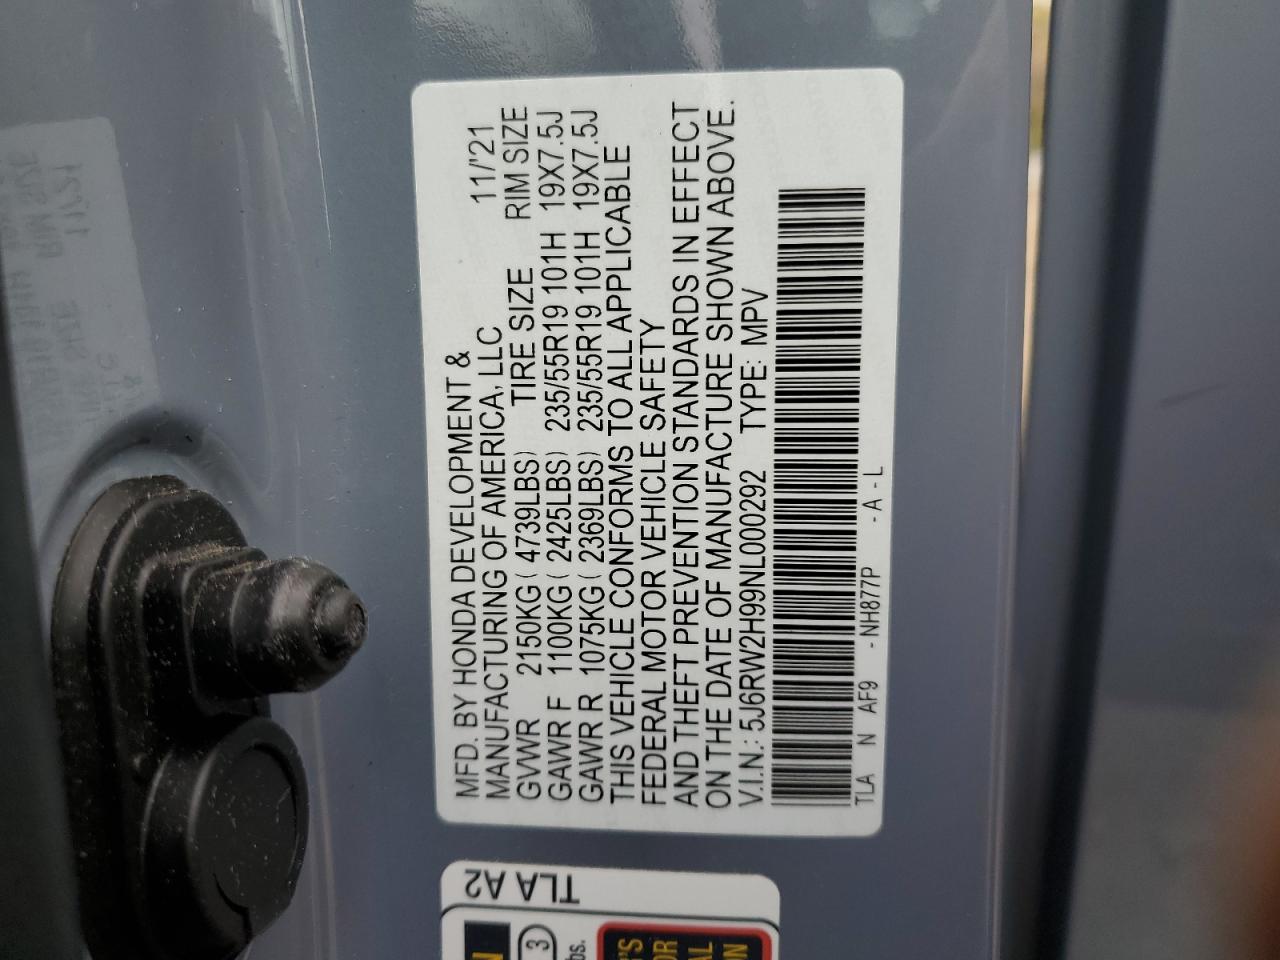 MFD. BY HONDA DEVELOPMENT &
MANUFACTURING OF AMERICA, LLC 11/'21
GVWR 2150KG ( 4739LBS) TIRE SIZE RIM SIZE
GAWR F 1100KG ( 2425LBS) 235/55R19 101H 19X7.5J
GAWR R 1075KG ( 2369LBS) 235/55R19 101H 19X7.5J
THIS VEHICLE CONFORMS TO ALL APPLICABLE
FEDERAL MOTOR VEHICLE SAFETY
AND THEFT PREVENTION STANDARDS IN EFFECT
ON THE DATE OF MANUFACTURE SHOWN ABOVE.
V.I.N.: 5J6RW2H99NL000292 TYPE: MPV
TLA N AF9 - NH877P - A - L
TLA A2
3
bs.